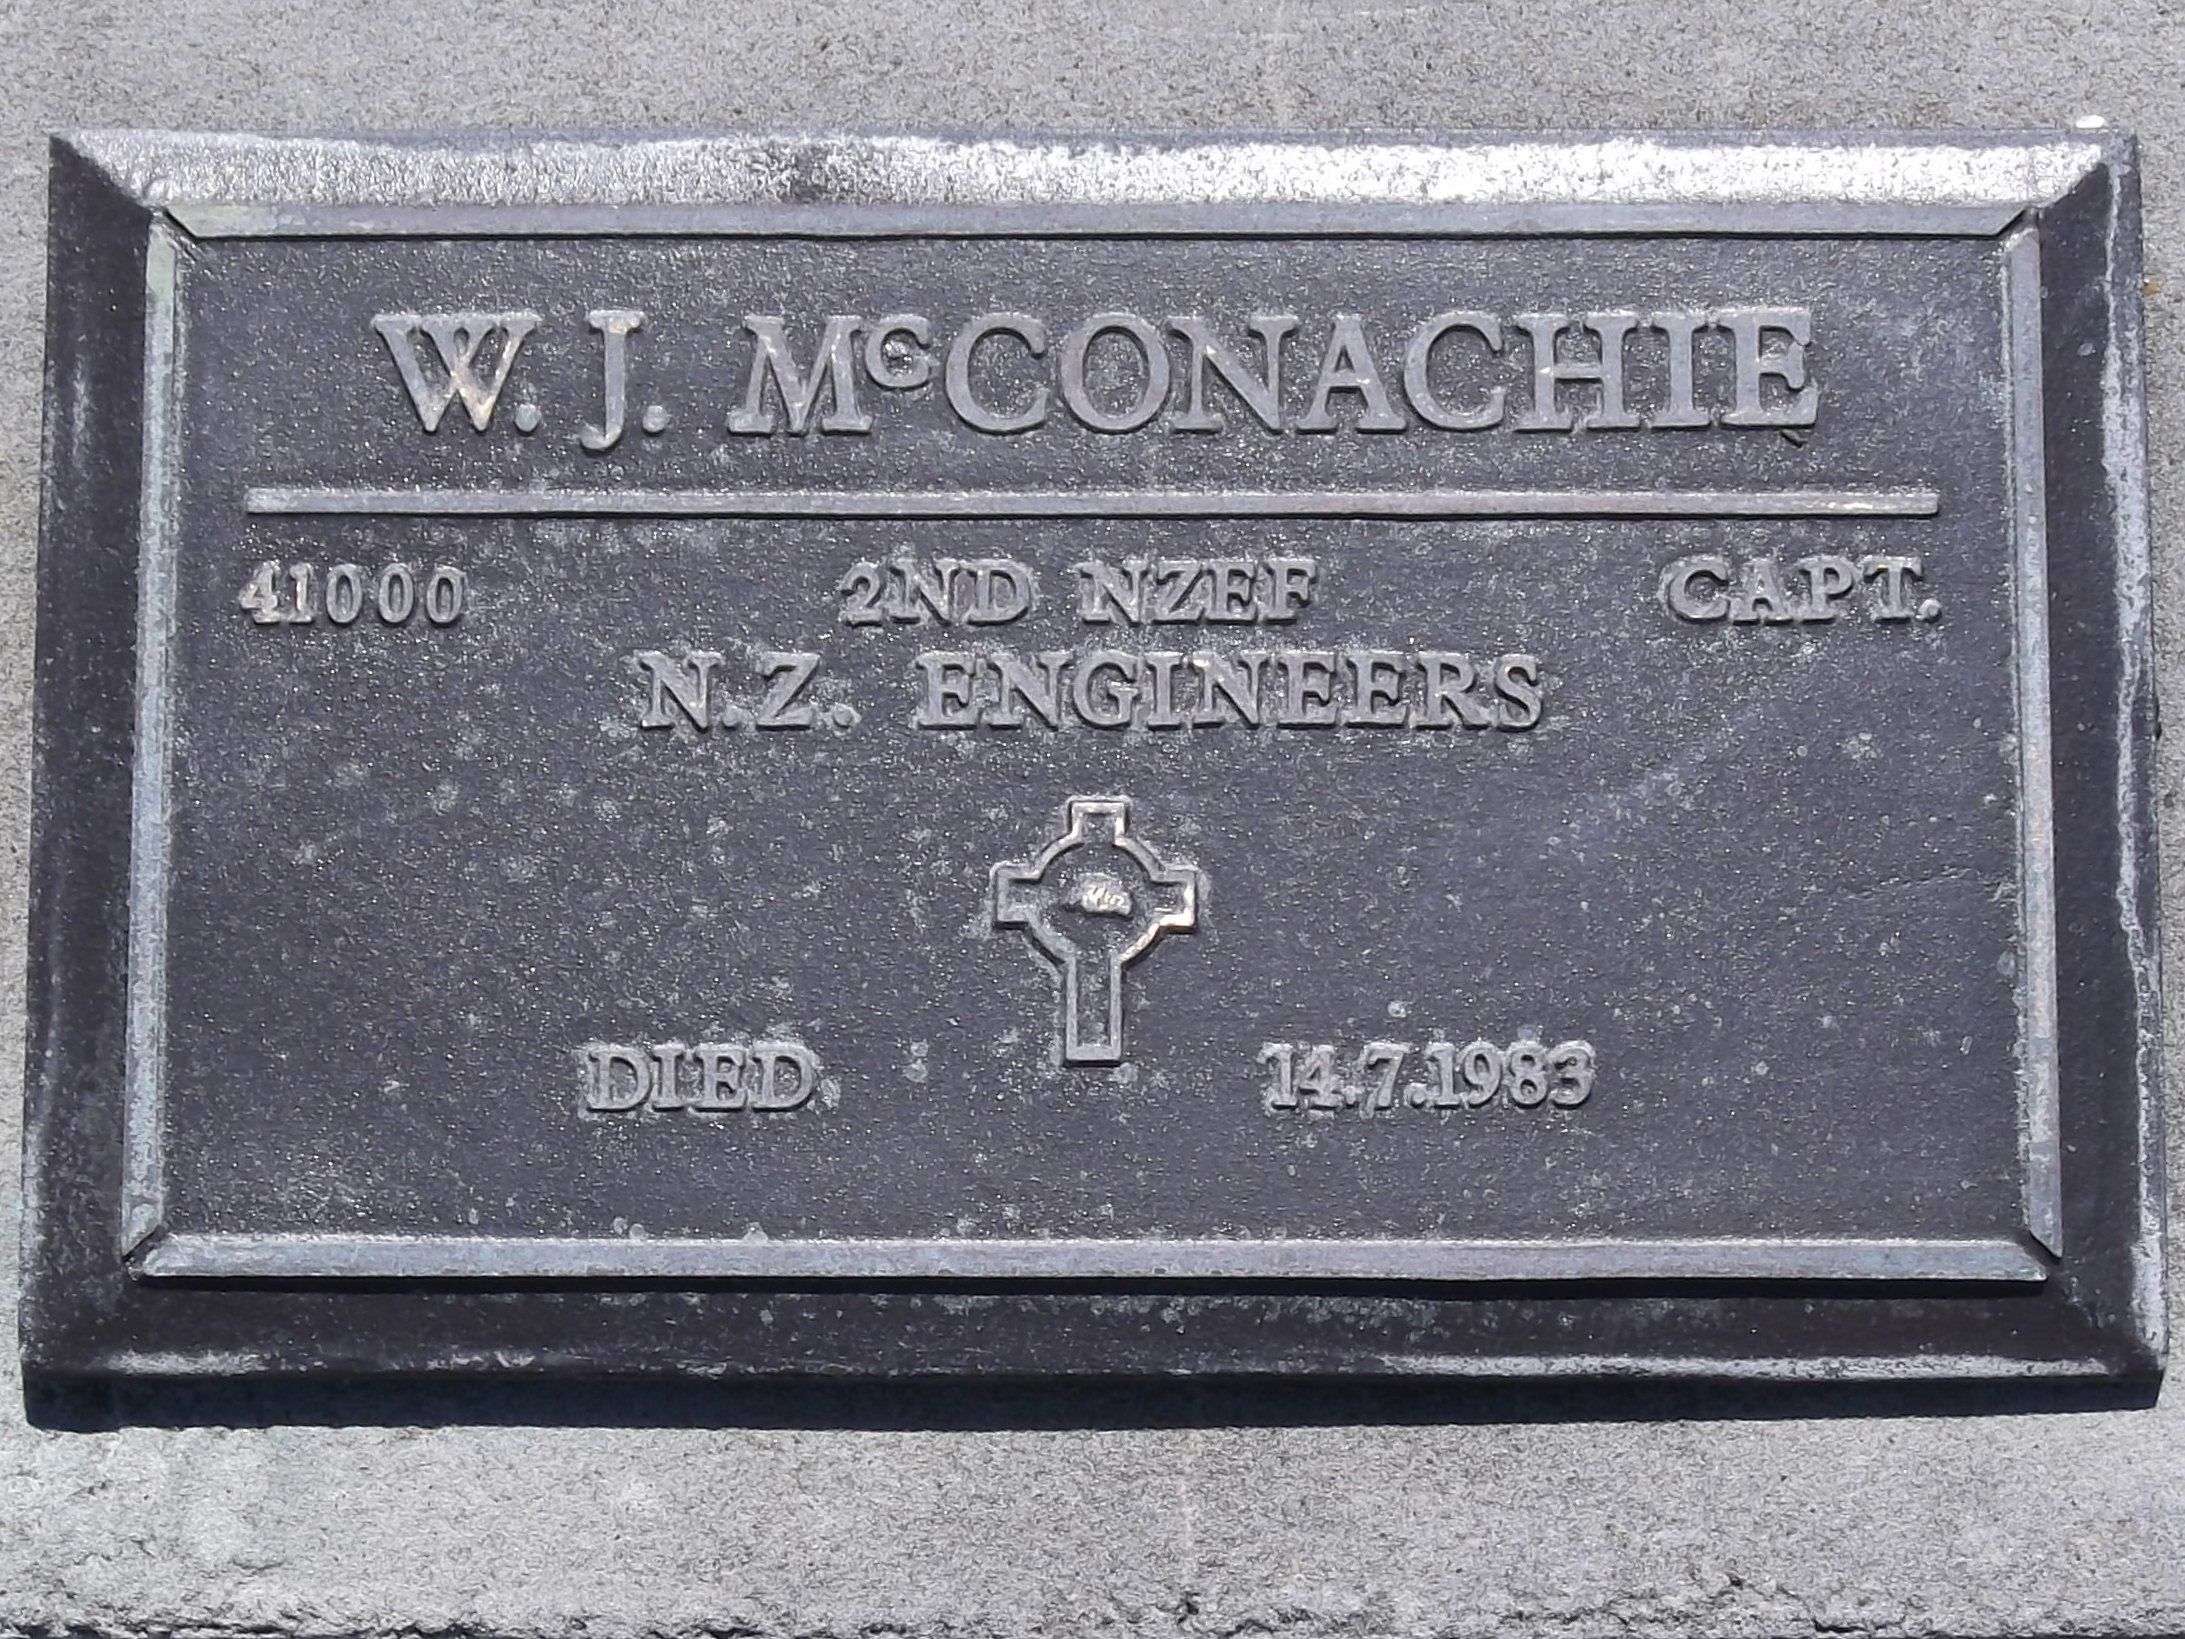 W. J. McCONACHIE
41000 2ND NZEF CAPT.
N.Z. ENGINEERS
DIED 14.7.1983